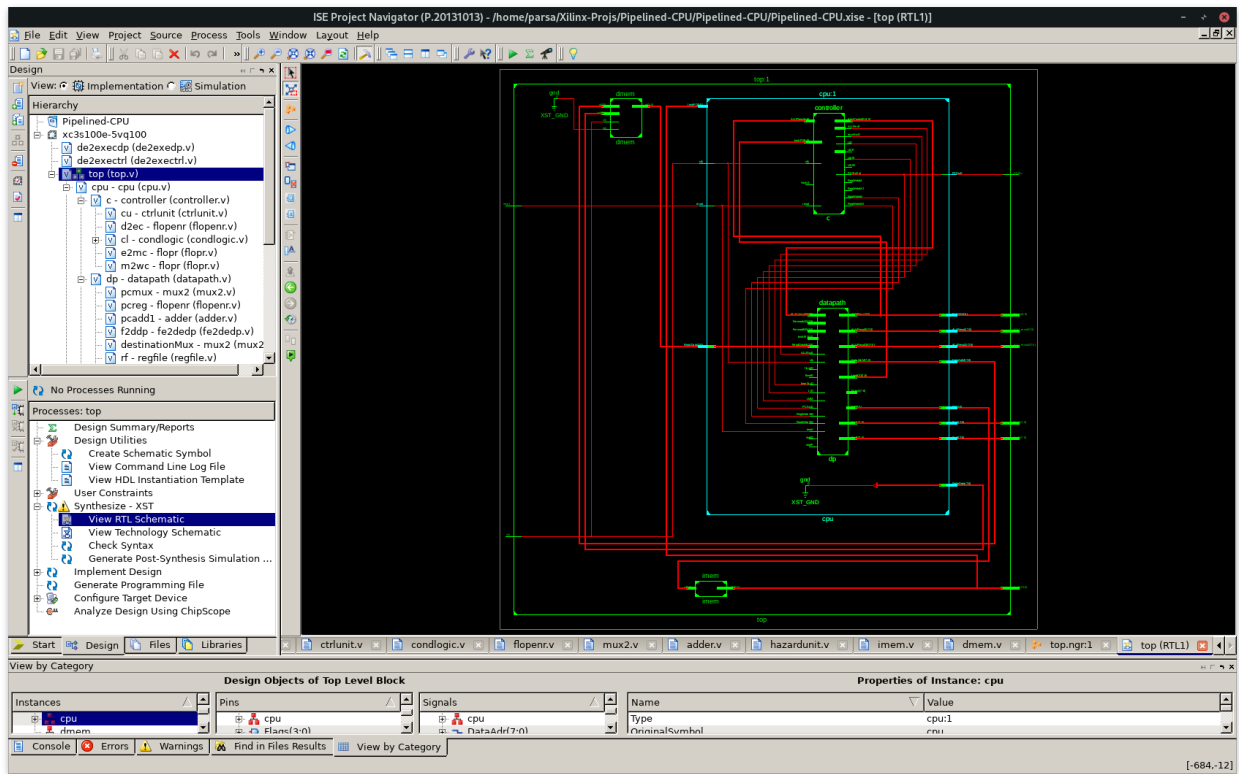 ISE Project Navigator (P.20131013) - /home/parsa/Xilinx-Projs/Pipelined-CPU/Pipelined-CPU/Pipelined-CPU.xise - [top (RTL1)]
File Edit View Project Source Process Tools Window Layout Help
Design
View: Implementation Simulation
Hierarchy
Pipelined-CPU
xc3s100e-5vq100
de2execdp (de2exedp.v)
de2exectrl (de2exectrl.v)
top (top.v)
cpu - cpu (cpu.v)
c - controller (controller.v)
cu - ctrlunit (ctrlunit.v)
d2ec - flopenr (flopenr.v)
cl - condlogic (condlogic.v)
e2mc - flopr (flopr.v)
m2wc - flopr (flopr.v)
dp - datapath (datapath.v)
pcmux - mux2 (mux2.v)
pcreg - flopenr (flopenr.v)
pcadd1 - adder (adder.v)
f2ddp - fe2dedp (fe2dedp.v)
destinationMux - mux2 (mux2
rf - regfile (regfile.v)
No Processes Running
Processes: top
Design Summary/Reports
Design Utilities
Create Schematic Symbol
View Command Line Log File
View HDL Instantiation Template
User Constraints
Synthesize - XST
View RTL Schematic
View Technology Schematic
Check Syntax
Generate Post-Synthesis Simulation ...
Implement Design
Generate Programming File
Configure Target Device
Analyze Design Using ChipScope
Start Design Files Libraries
top:1
gnd
XST_GND
dmem
dmem
cpu:1
controller
c
datapath
dp
gnd
XST_GND
cpu
imem
imem
top
ctrlunit.v condlogic.v flopenr.v mux2.v adder.v hazardunit.v imem.v dmem.v top.ngr:1 top (RTL1)
View by Category
Design Objects of Top Level Block
Properties of Instance: cpu
Instances Pins Signals Name Value
cpu cpu cpu Type cpu:1
dmem Flags(3:0) DataAdr(7:0) OriginalSymbol cpu
Console Errors Warnings Find in Files Results View by Category
[-684,-12]